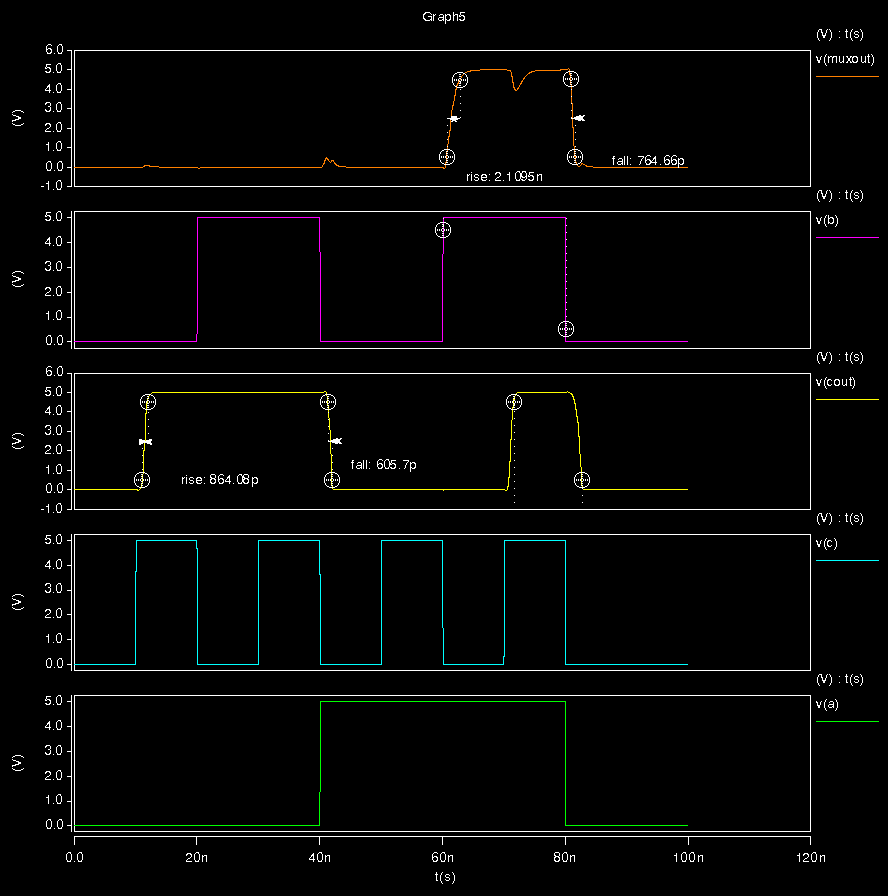 Graph5
(V) : t(s)
v(muxout)
6.0
5.0
4.0
3.0
2.0
1.0
0.0
-1.0
(V)
rise: 2.1095n
fall: 764.66p
(V) : t(s)
v(b)
5.0
4.0
3.0
2.0
1.0
0.0
(V)
(V) : t(s)
v(cout)
6.0
5.0
4.0
3.0
2.0
1.0
0.0
-1.0
(V)
rise: 864.08p
fall: 605.7p
(V) : t(s)
v(c)
5.0
4.0
3.0
2.0
1.0
0.0
(V)
(V) : t(s)
v(a)
5.0
4.0
3.0
2.0
1.0
0.0
(V)
0.0 20n 40n 60n 80n 100n 120n
t(s)